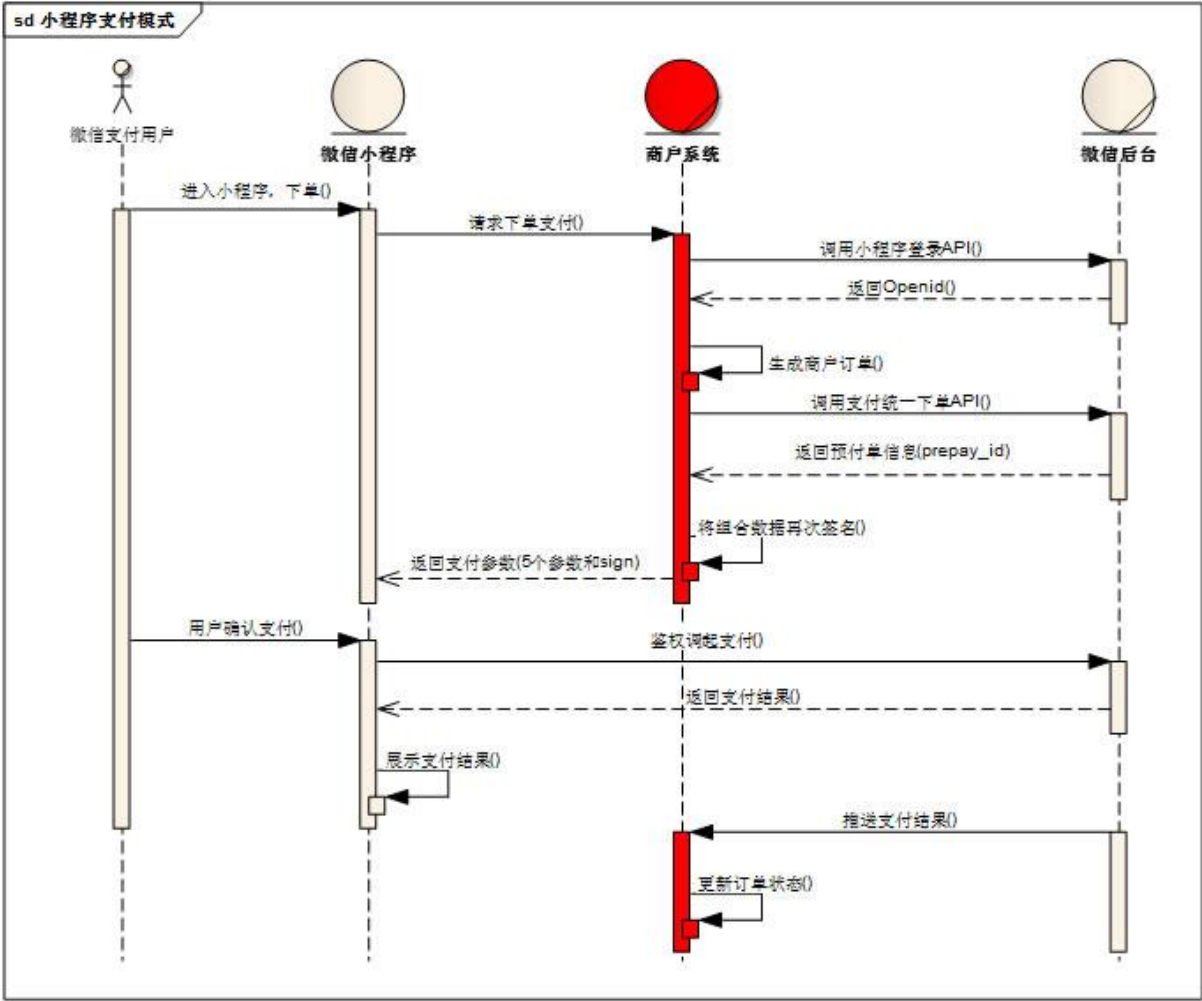 sd 小程序支付模式
微信支付用户
微信小程序
商户系统
微信后台
进入小程序，下单()
请求下单支付()
调用小程序登录API()
返回Openid()
生成商户订单()
调用支付统一下单API()
返回预付单信息(prepay_id)
将组合数据再次签名()
返回支付参数(5个参数和sign)
用户确认支付()
鉴权调起支付()
返回支付结果()
展示支付结果()
推送支付结果()
更新订单状态()